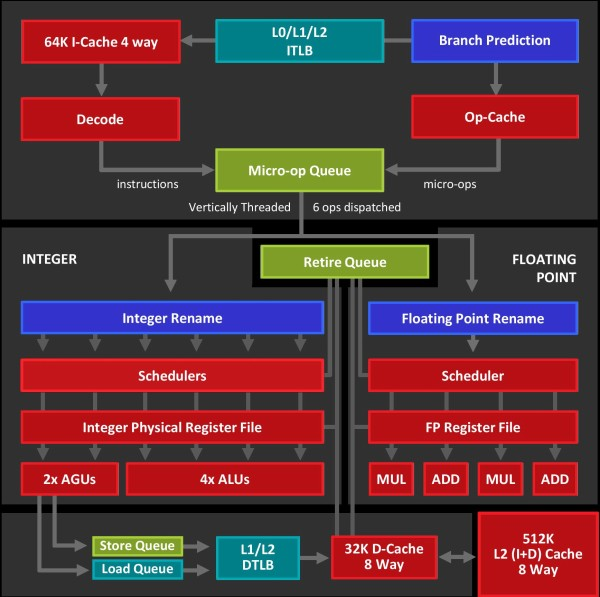 64K I-Cache 4 way
L0/L1/L2
ITLB
Branch Prediction
Decode
Op-Cache
Micro-op Queue
instructions
micro-ops
Vertically Threaded
6 ops dispatched
INTEGER
Retire Queue
FLOATING
POINT
Integer Rename
Floating Point Rename
Schedulers
Scheduler
Integer Physical Register File
FP Register File
2x AGUs
4x ALUs
MUL
ADD
MUL
ADD
Store Queue
Load Queue
L1/L2
DTLB
32K D-Cache
8 Way
512K
L2 (I+D) Cache
8 Way